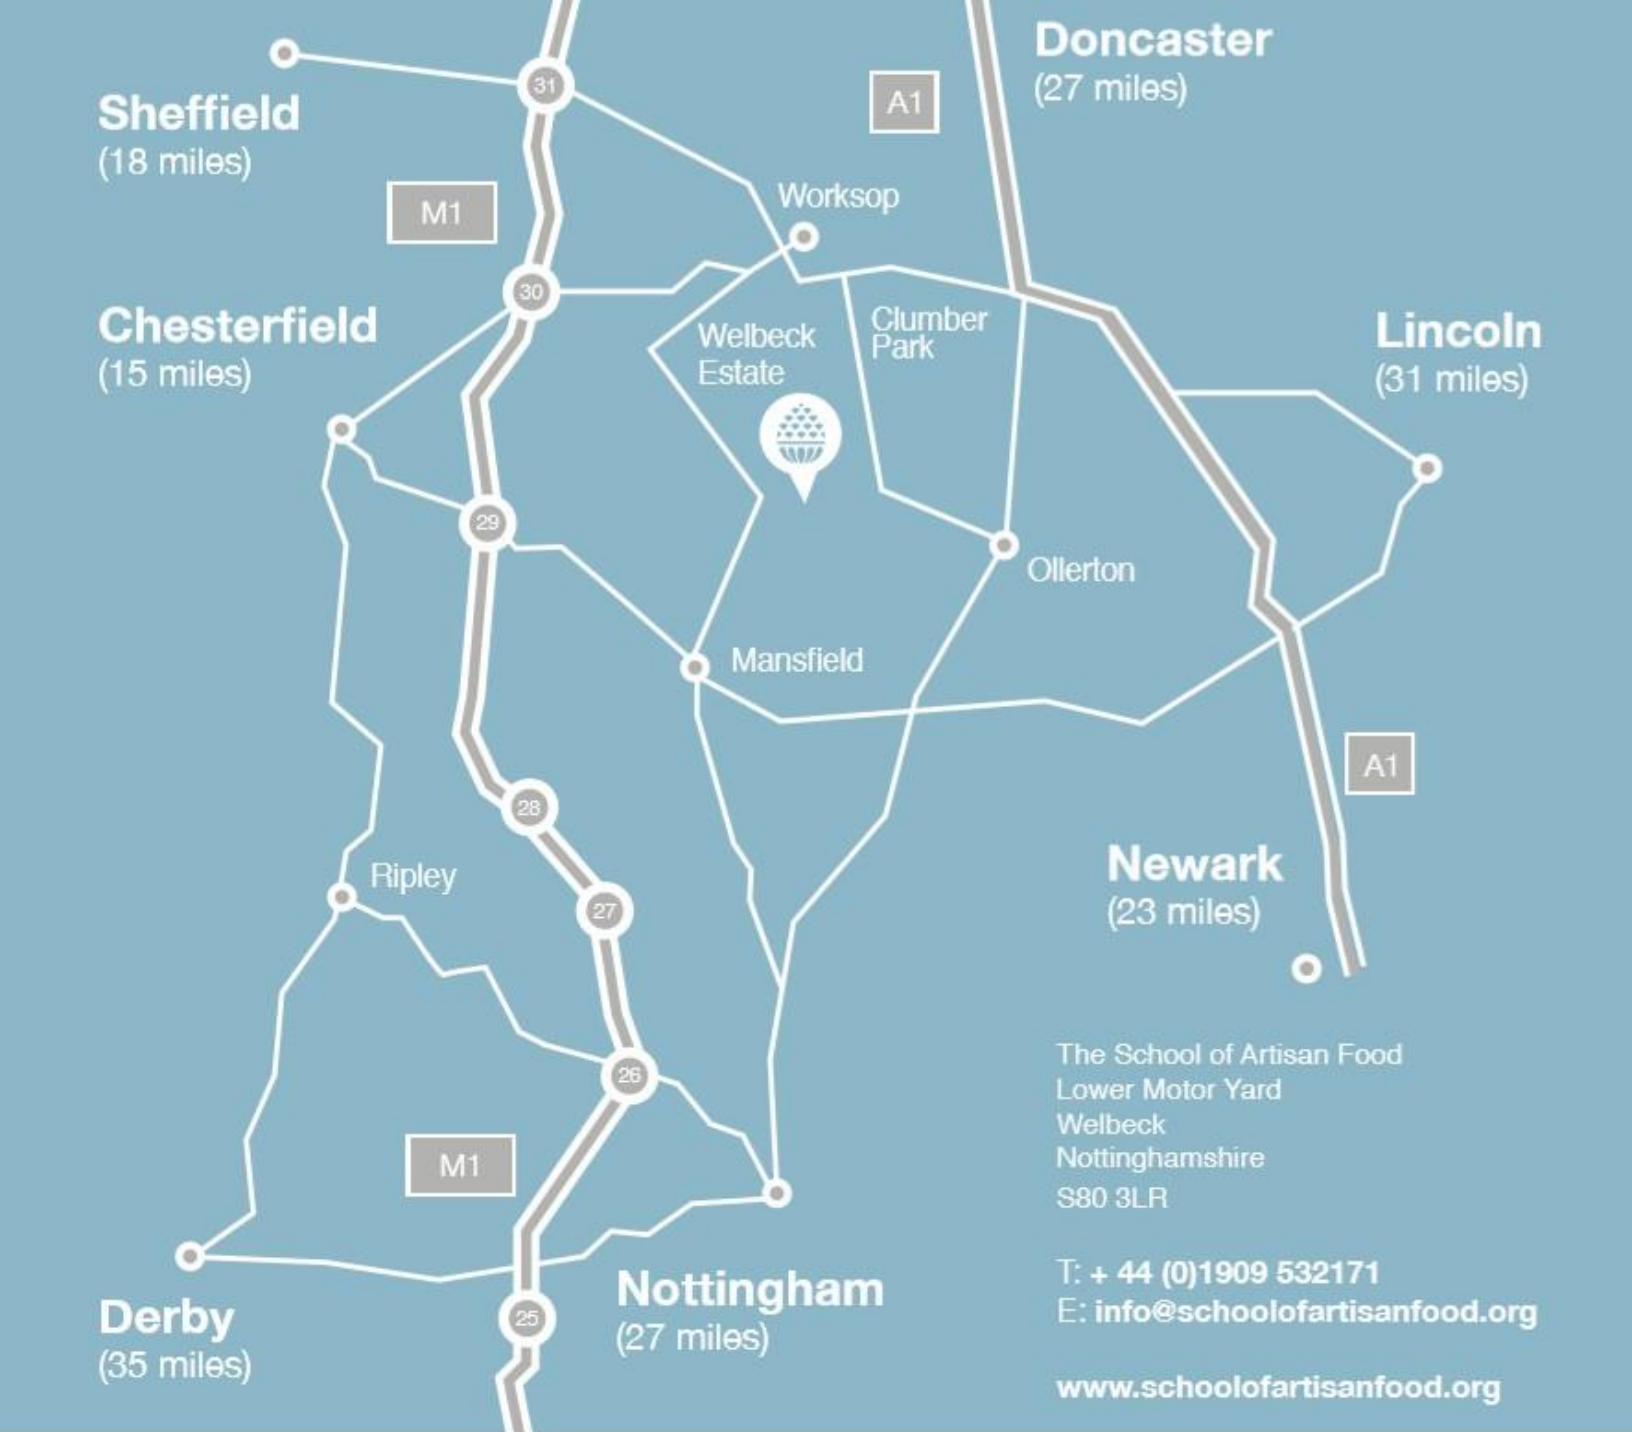 Doncaster
(27 miles)
A1
31
Sheffield
(18 miles)
M1
Worksop
30
Chesterfield
(15 miles)
Welbeck
Estate
Clumber
Park
Lincoln
(31 miles)
29
Ollerton
Mansfield
A1
28
Ripley
27
Newark
(23 miles)
26
The School of Artisan Food
Lower Motor Yard
Welbeck
Nottinghamshire
S80 3LR
M1
T: + 44 (0)1909 532171
E: info@schoolofartisanfood.org
www.schoolofartisanfood.org
Nottingham
(27 miles)
25
Derby
(35 miles)